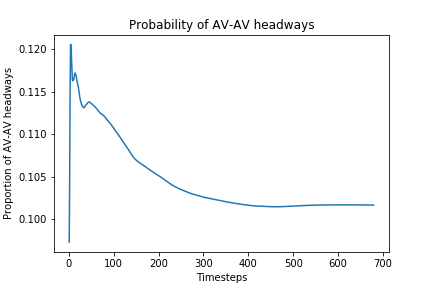 Probability of AV-AV headways
Proportion of AV-AV headways
0.120
0.115
0.110
0.105
0.100
0 100 200 300 400 500 600 700
Timesteps